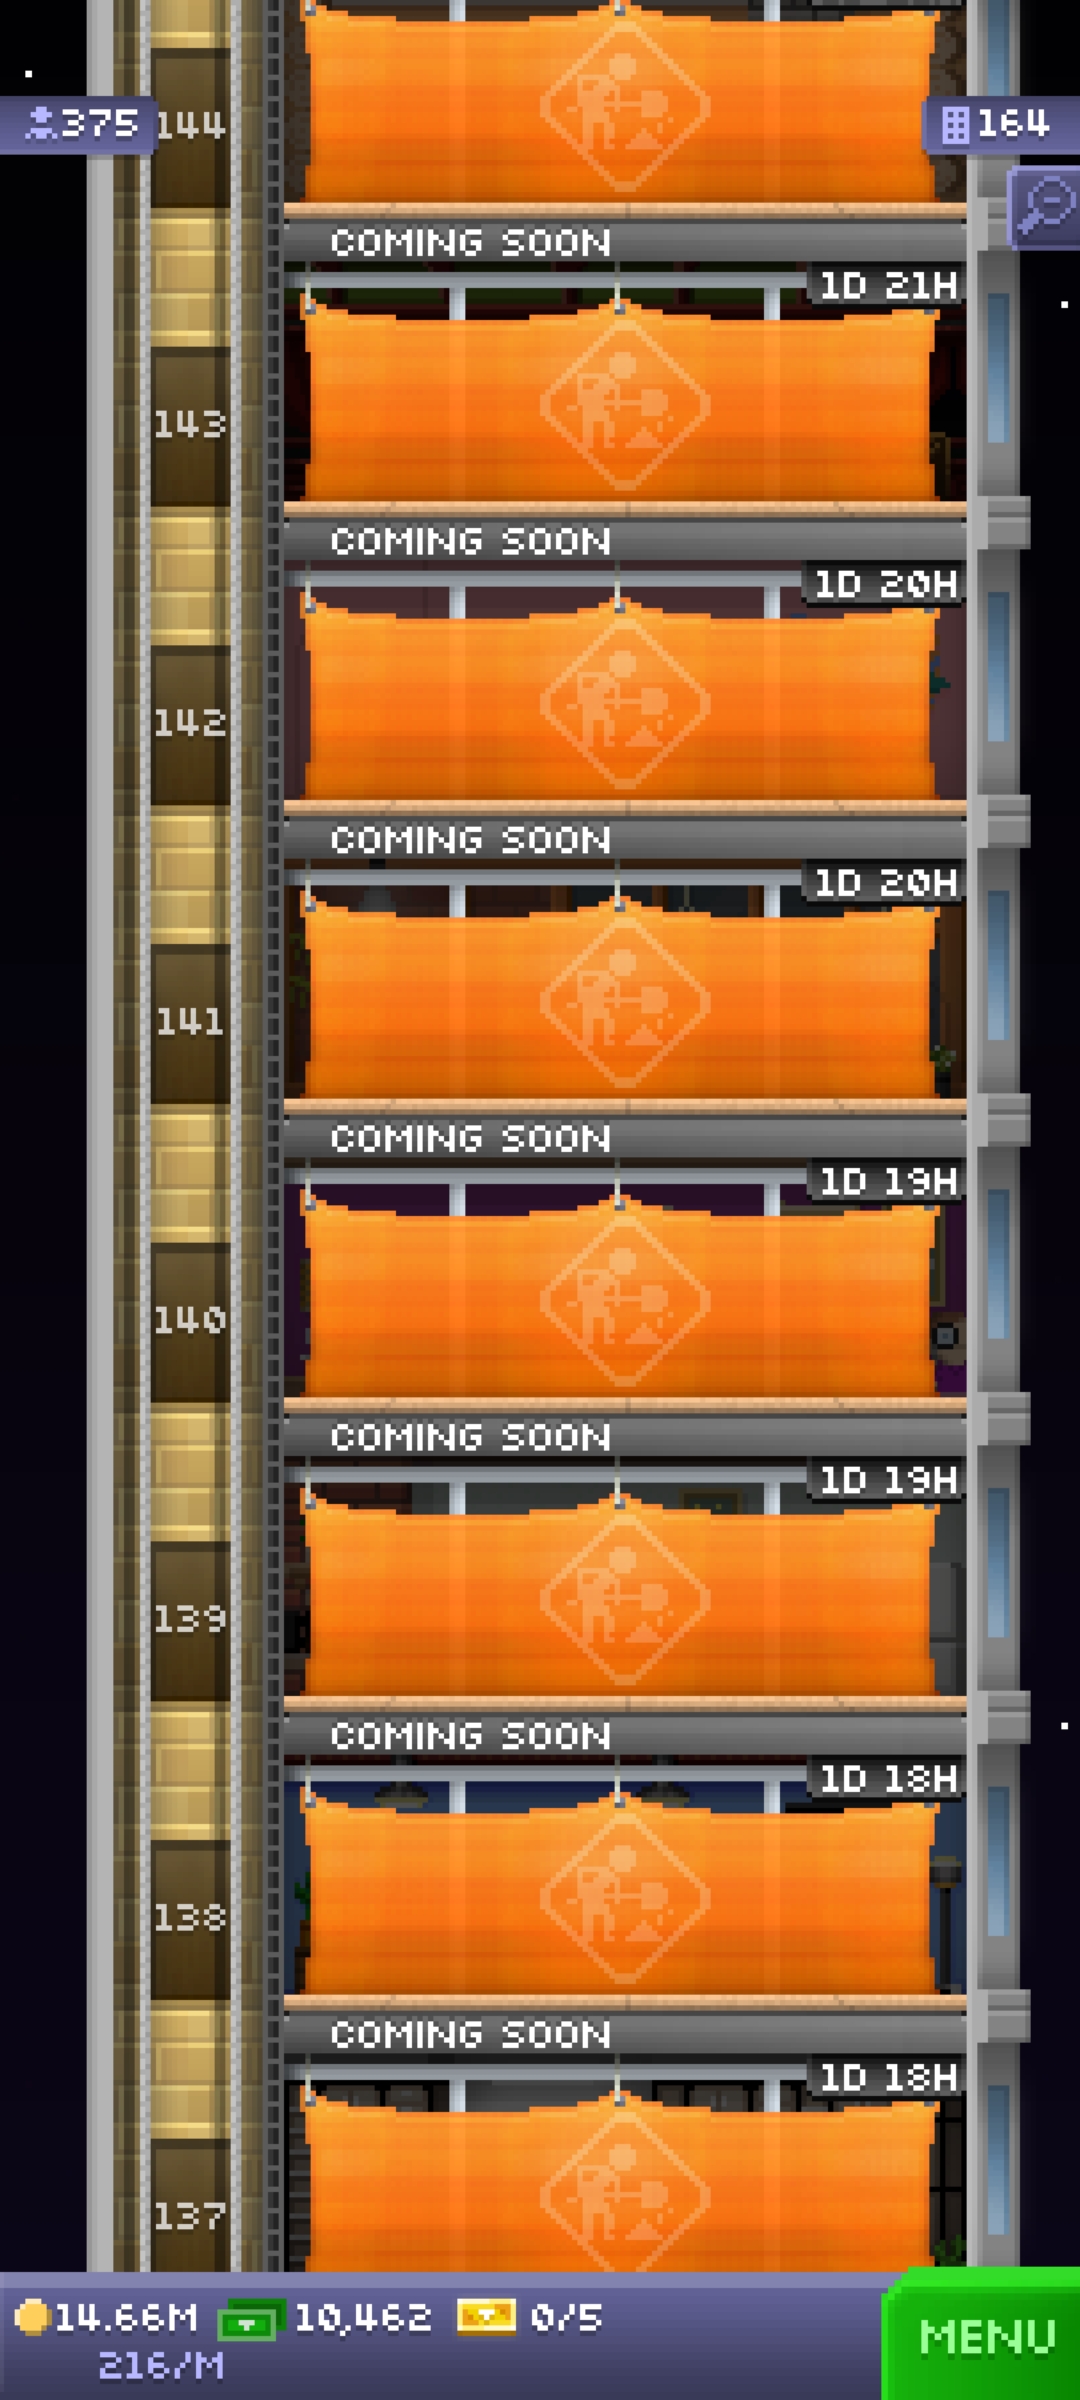 375
144
164
COMING SOON
1D 21H
143
COMING SOON
1D 20H
142
COMING SOON
1D 20H
141
COMING SOON
1D 19H
140
COMING SOON
1D 19H
139
COMING SOON
1D 18H
138
COMING SOON
1D 18H
137
14.66M 10,462 0/5
216/M
MENU